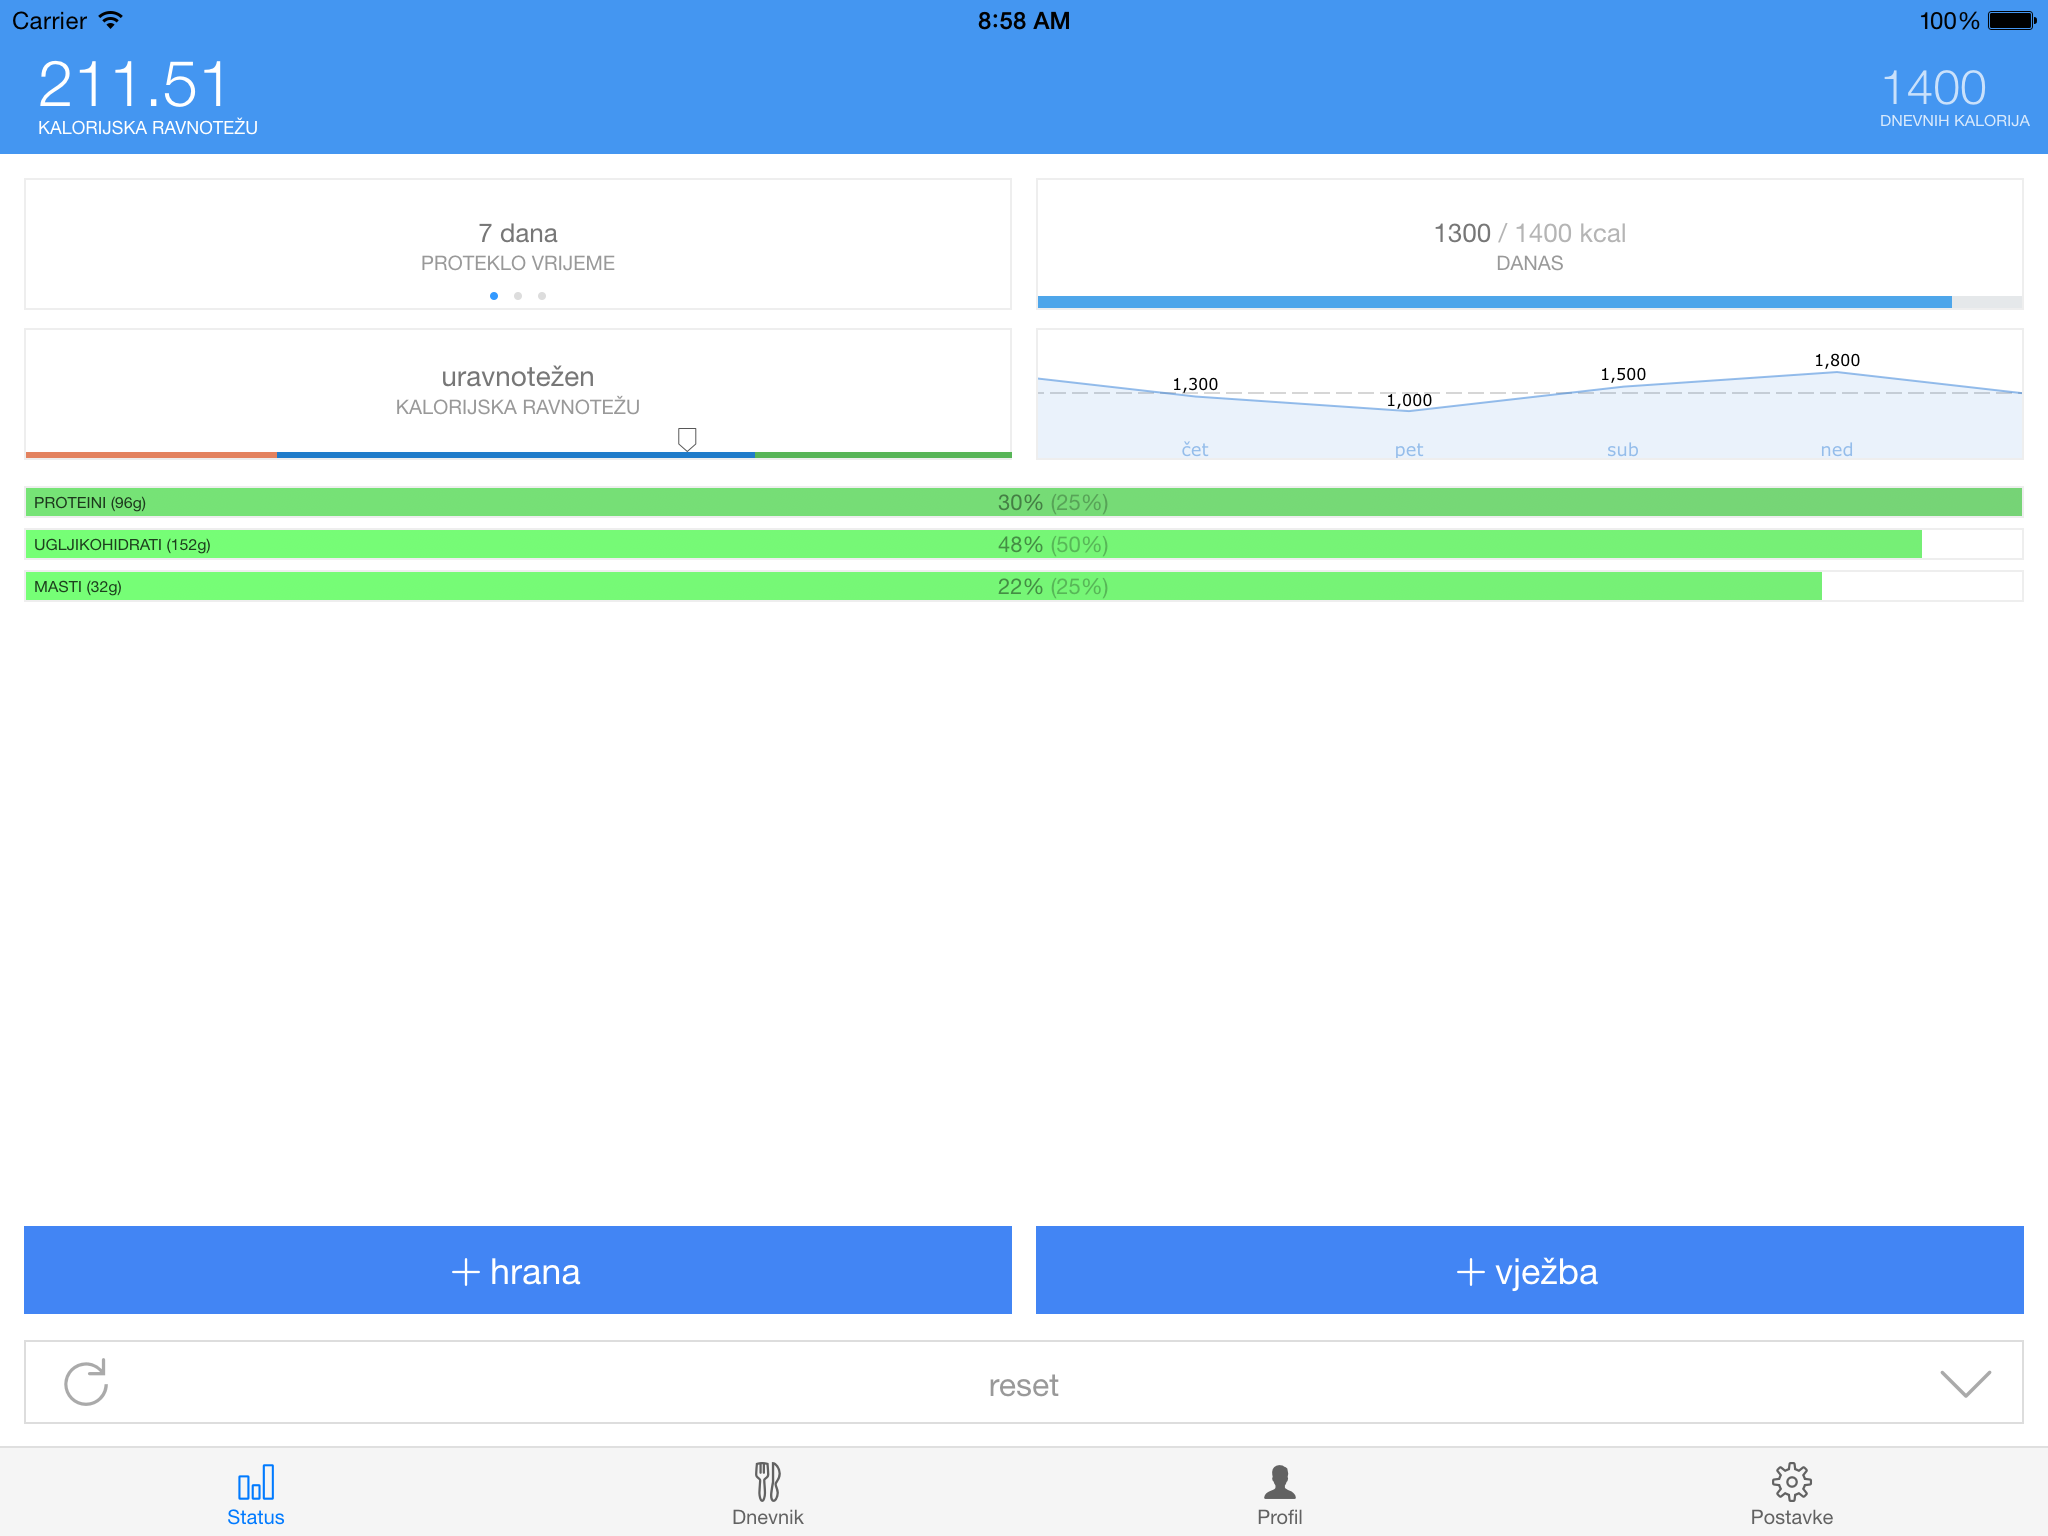 Carrier
8:58 AM
100%
211.51
KALORIJSKA RAVNOTEŽU
1400
DNEVNIH KALORIJA
7 dana
PROTEKLO VRIJEME
1300 / 1400 kcal
DANAS
uravnotežen
KALORIJSKA RAVNOTEŽU
1,300
1,000
1,500
1,800
čet
pet
sub
ned
PROTEINI (96g)
30% (25%)
UGLJIKOHIDRATI (152g)
48% (50%)
MASTI (32g)
22% (25%)
+ hrana
+ vježba
reset
Status
Dnevnik
Profil
Postavke